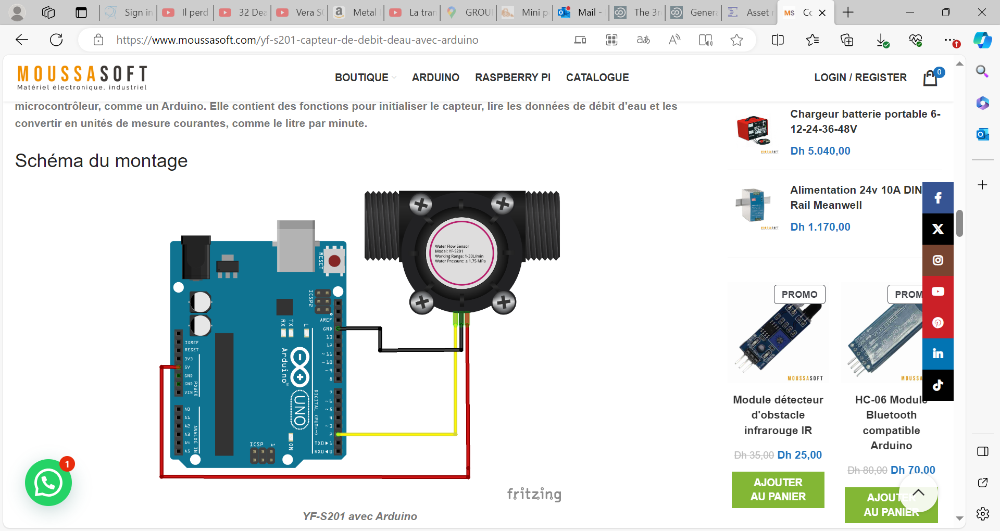 Sign in
Il perd
32 Dea
Vera S
Metal
La tran
GROU
Mini p
Mail -
The 3r
Genera
Asset
MS
https://www.moussasoft.com/yf-s201-capteur-de-debit-deau-avec-arduino
MOUSSASOFT
Matériel électronique, industriel
BOUTIQUE
ARDUINO
RASPBERRY PI
CATALOGUE
LOGIN / REGISTER
0
microcontrôleur, comme un Arduino. Elle contient des fonctions pour initialiser le capteur, lire les données de débit d’eau et les
convertir en unités de mesure courantes, comme le litre par minute.
Schéma du montage
Water Flow Sensor
Model: YF-S201
Working Range: 1-30L/min
Water Pressure: ≤ 1.75 MPa
RESET
ICSP2
AREF
GND
13
12
~11
~10
~9
8
7
~6
~5
4
~3
2
TXO▶1
RXO◀0
DIGITAL (PWM=~)
RX
TX
L
Arduino™
UNO
ON
ICSP
1
IOREF
RESET
3V3
5V
GND
GND
VIN
POWER
A0
A1
A2
A3
A4
A5
ANALOG IN
fritzing
YF-S201 avec Arduino
1
Chargeur batterie portable 6-
12-24-36-48V
Dh 5.040,00
MOUSSASOFT
Alimentation 24v 10A DIN
Rail Meanwell
Dh 1.170,00
MOUSSASOFT
PROMO
MOUSSASOFT
Module détecteur
d'obstacle
infrarouge IR
Dh 35,00 Dh 25,00
AJOUTER
AU PANIER
PROM
MOUSSA
HC-06 Module
Bluetooth
compatible
Arduino
Dh 80,00 Dh 70,00
AJOUTER
AU PANIER